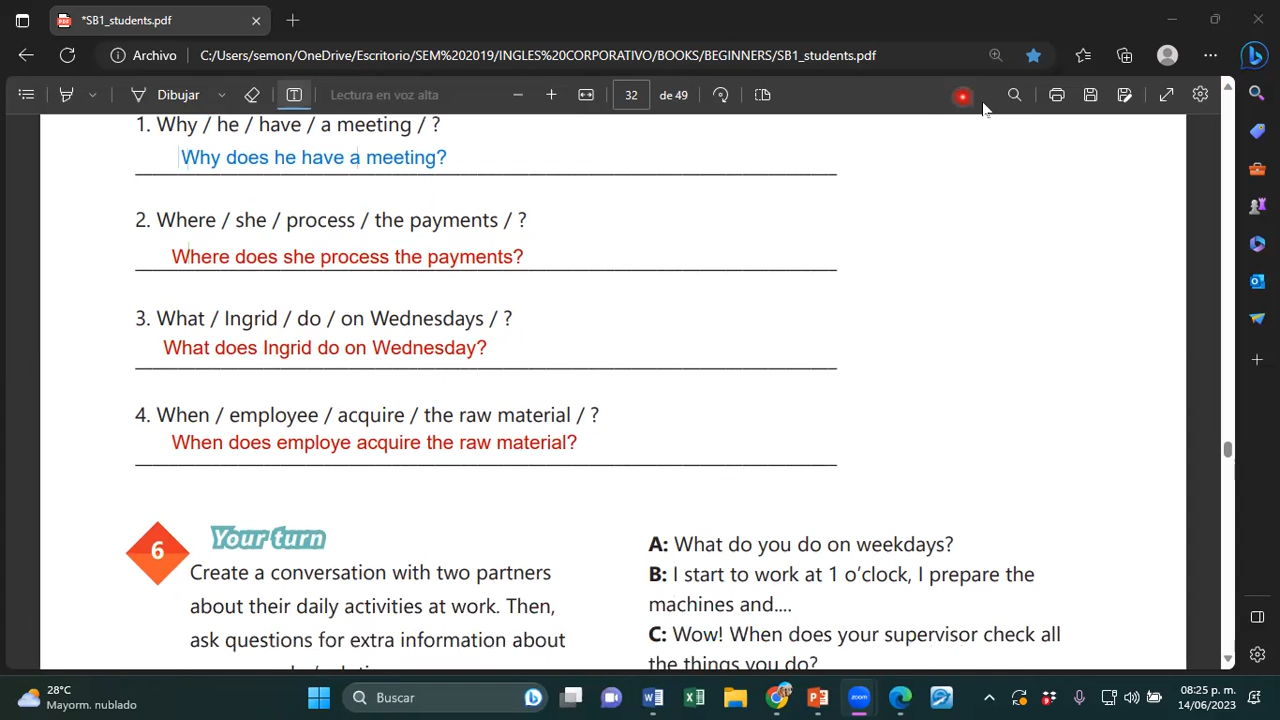 *SB1_students.pdf
Archivo
C:/Users/semon/OneDrive/Escritorio/SEM%202019/INGLES%20CORPORATIVO/BOOKS/BEGINNERS/SB1_students.pdf
Dibujar
Lectura en voz alta
32
de 49
1. Why / he / have / a meeting / ?
Why does he have a meeting?
2. Where / she / process / the payments / ?
Where does she process the payments?
3. What / Ingrid / do / on Wednesdays / ?
What does Ingrid do on Wednesday?
4. When / employee / acquire / the raw material / ?
When does employe acquire the raw material?
6
Your turn
Create a conversation with two partners
about their daily activities at work. Then,
ask questions for extra information about
A: What do you do on weekdays?
B: I start to work at 1 o’clock, I prepare the
machines and....
C: Wow! When does your supervisor check all
the things you do?
28°C
Mayorm. nublado
Buscar
08:25 p. m.
14/06/2023